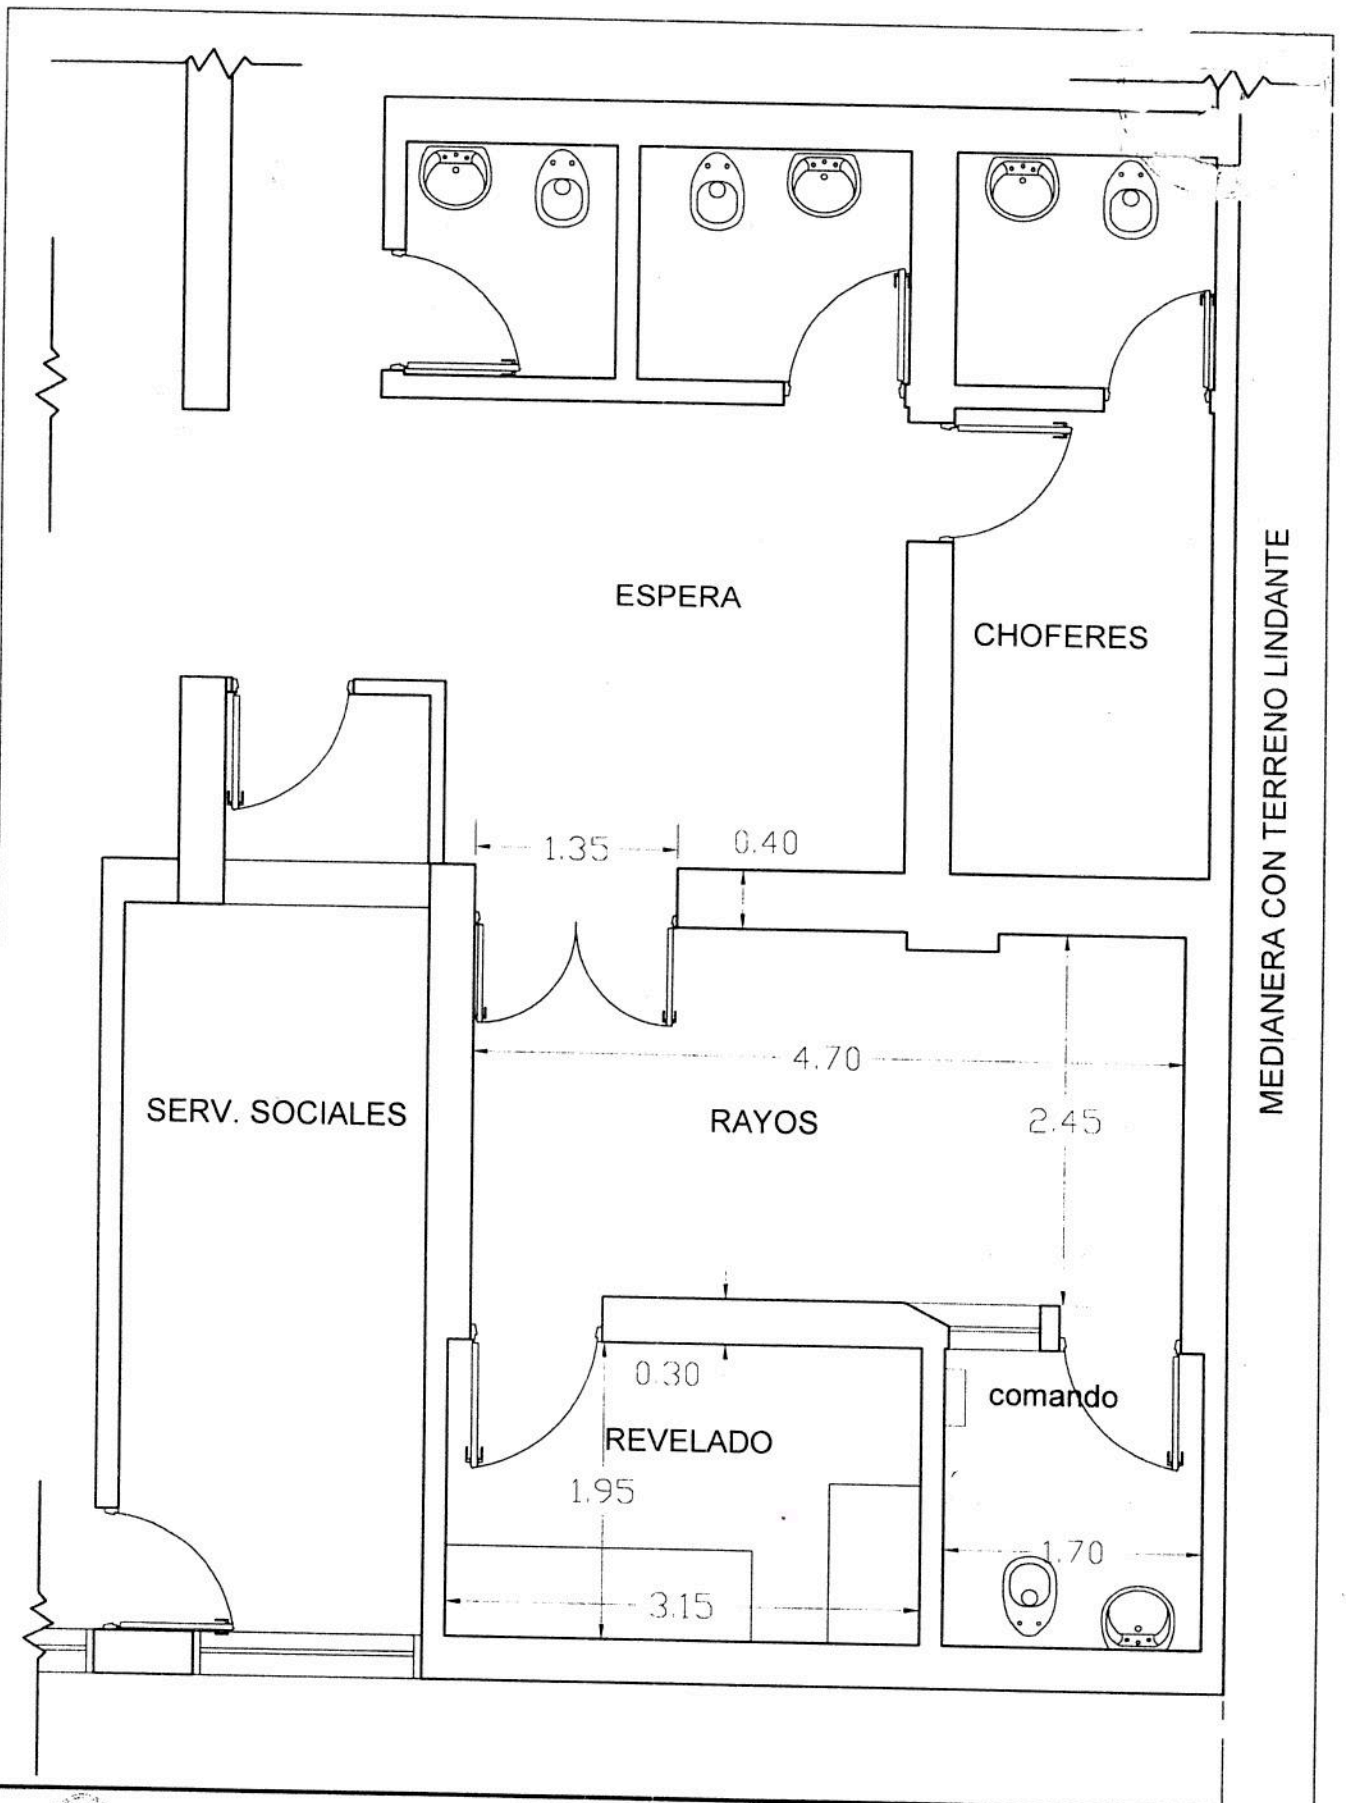 ESPERA
CHOFERES
MEDIANERA CON TERRENO LINDANTE
1.35
0.40
4.70
SERV. SOCIALES
RAYOS
2.45
0.30
comando
REVELADO
1.95
1.70
3.15